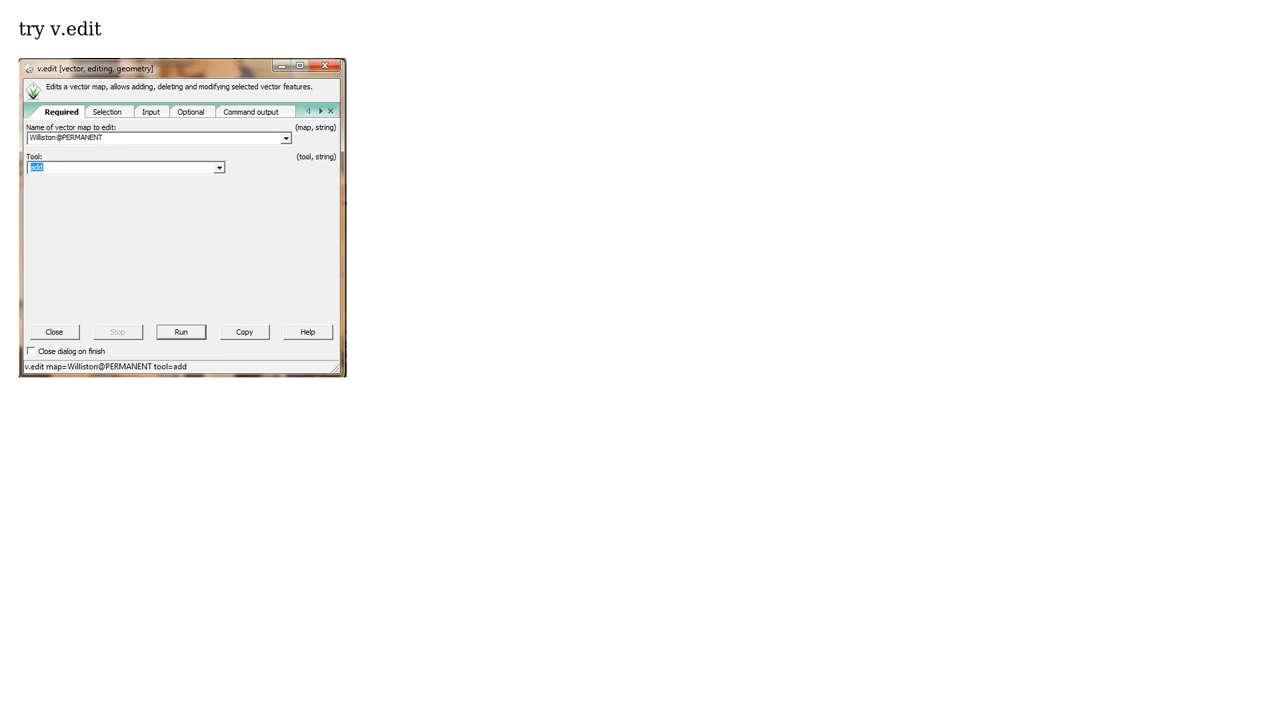 try v.edit
v.edit [vector, editing, geometry]
Edits a vector map, allows adding, deleting and modifying selected vector features.
Required Selection Input Optional Command output
Name of vector map to edit: (map, string)
Williston@PERMANENT
Tool: (tool, string)
add
Close Stop Run Copy Help
Close dialog on finish
v.edit map=Williston@PERMANENT tool=add